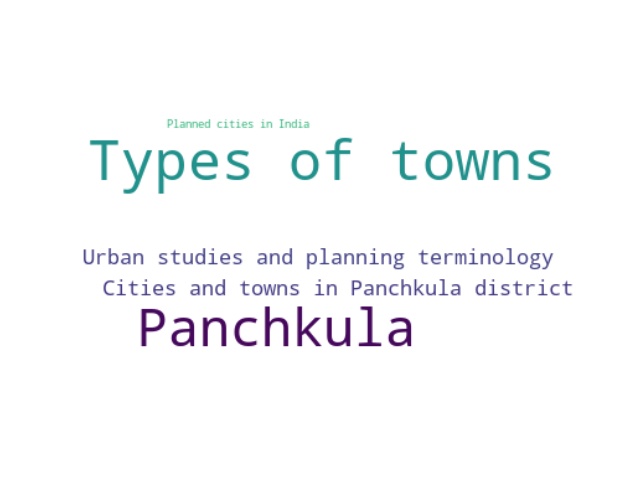 Planned cities in India
Types of towns
Urban studies and planning terminology
Cities and towns in Panchkula district
Panchkula